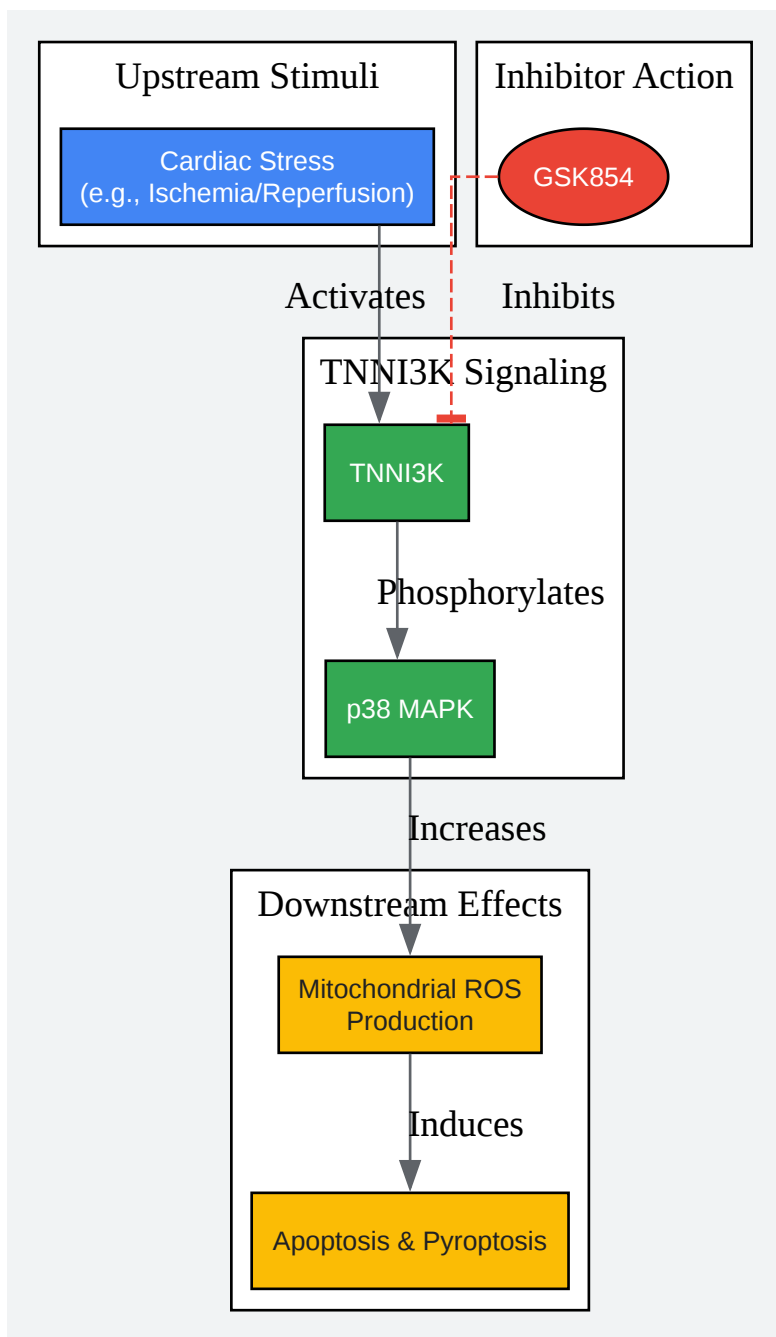 Upstream Stimuli
Inhibitor Action
Cardiac Stress
(e.g., Ischemia/Reperfusion)
GSK854
Activates
Inhibits
TNNI3K Signaling
TNNI3K
Phosphorylates
p38 MAPK
Increases
Downstream Effects
Mitochondrial ROS
Production
Induces
Apoptosis & Pyroptosis